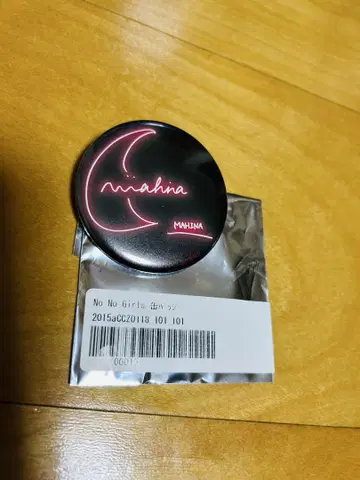 mahina
MAHINA
No No Girls 缶バッジ
2015aCCZ0118 101 101